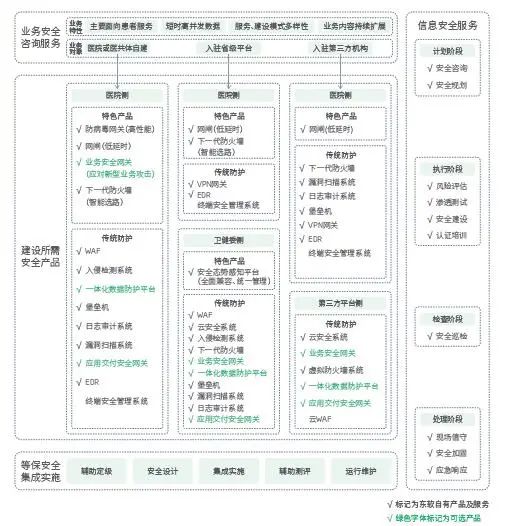 业务安全
咨询服务
业务特性
主要面向患者服务
短时高并发数据
服务、建设模式多样性
业务内容持续扩展
业务对象
医院或医共体自建
入驻省级平台
入驻第三方机构
建设所需
安全产品
医院侧
特色产品
√ 防病毒网关(高性能)
√ 网闸(低延时)
√ 业务安全网关
(应对新型业务攻击)
√ 下一代防火墙
(智能选路)
传统防护
√ WAF
√ 入侵检测系统
√ 一体化数据防护平台
√ 堡垒机
√ 日志审计系统
√ 漏洞扫描系统
√ 应用交付安全网关
√ EDR
终端安全管理系统
医院侧
特色产品
√ 网闸(低延时)
√ 下一代防火墙
(智能选路)
传统防护
√ VPN网关
√ EDR
终端安全管理系统
卫健委侧
特色产品
√ 安全态势感知平台
(全面兼容、统一管理)
传统防护
√ WAF
√ 云安全系统
√ 入侵检测系统
√ 下一代防火墙
√ 业务安全网关
√ 一体化数据防护平台
√ 堡垒机
√ 漏洞扫描系统
√ 日志审计系统
√ 应用交付安全网关
医院侧
特色产品
√ 网闸(低延时)
传统防护
√ 下一代防火墙
√ 漏洞扫描系统
√ 日志审计系统
√ 堡垒机
√ VPN网关
√ EDR
终端安全管理系统
第三方平台侧
传统防护
√ 云安全系统
√ 业务安全网关
√ 虚拟防火墙系统
√ 一体化数据防护平台
√ 应用交付安全网关
云WAF
等保安全
集成实施
辅助定级
安全设计
集成实施
辅助测评
运行维护
信息安全服务
计划阶段
√ 安全咨询
√ 安全规划
执行阶段
√ 风险评估
√ 渗透测试
√ 安全建设
√ 认证培训
检查阶段
√ 安全巡检
处理阶段
√ 现场值守
√ 安全加固
√ 应急响应
√ 标记为东软自有产品及服务
√ 绿色字体标记为可选产品